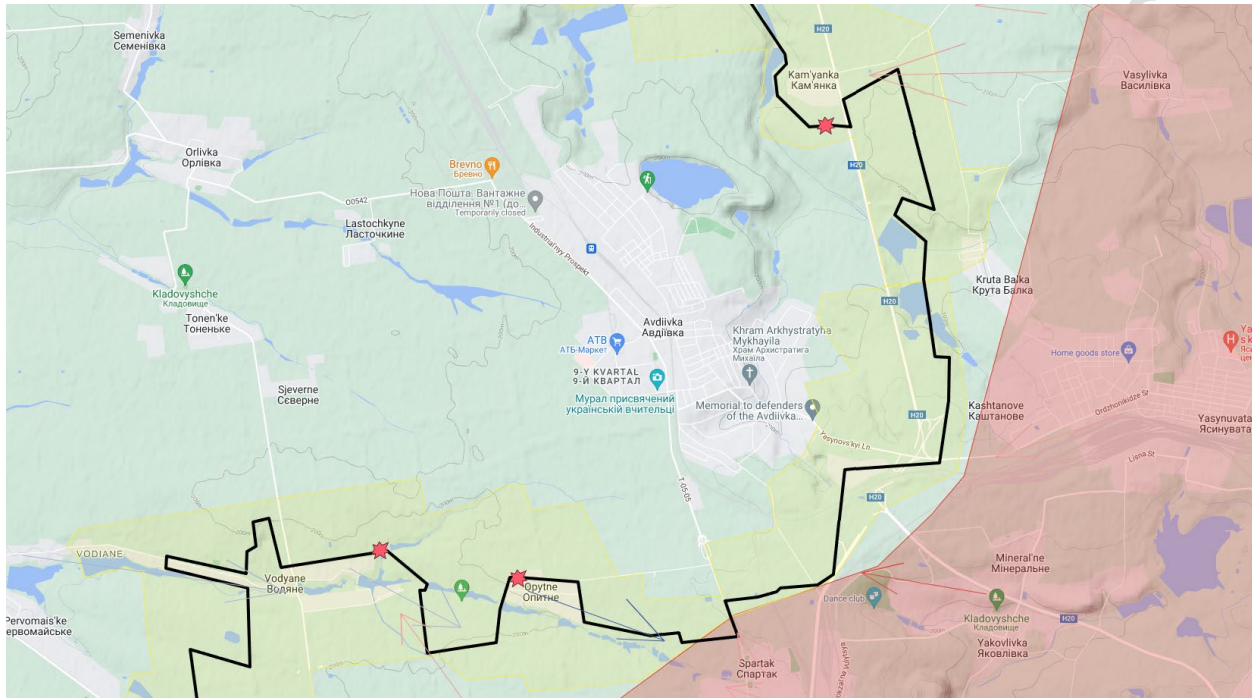 Semenivka
Семенівка
H20
Kam'yanka
Кам'янка
Vasylivka
Василівка
Orlivka
Орлівка
Brevno
Бревно
H20
Нова Пошта. Вантажне
відділення №1 (до...
Temporarily closed
O0542
Lastochkyne
Ласточкине
Industrial'nyy Prospekt
Kladovyshche
Кладовище
Kruta Balka
Крута Балка
H20
Tonen'ke
Тоненьке
Avdiivka
Авдіївка
Khram Arkhystratyha
Mykhayila
Храм Архистратига
Михаїла
ATB
АТБ-Маркет
Home goods store
9-Y KVARTAL
9-Й КВАРТАЛ
Мурал присвячений
українській вчительці
Sjeverne
Сєверне
Memorial to defenders
of the Avdiivka...
Kashtanove
Каштанове
Ordzhonikidze St
H20
Yasynuvata
Ясинувата
Yasynovs'kyi Ln.
Lisna St
T-05-05
H20
VODIANE
Vodyane
Водяне
Opytne
Опитне
Mineral'ne
Мінеральне
Dance club
Kladovyshche
Кладовище
H20
Pervomais'ke
ервомайське
Yakovlivka
Яковлівка
Spartak
Спартак